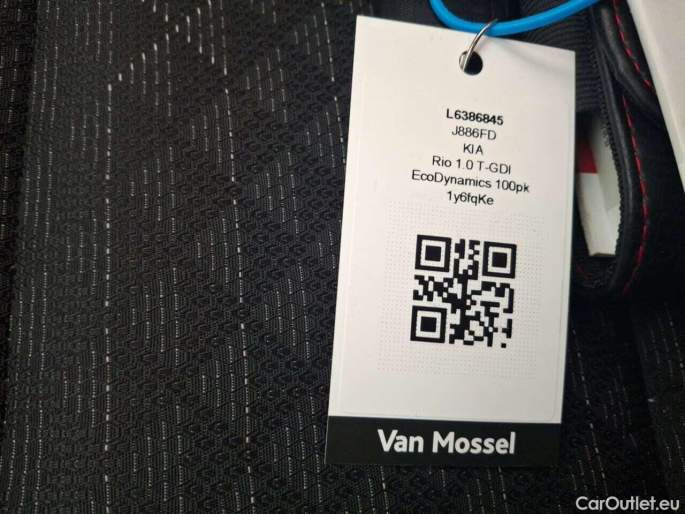 L6386845
J886FD
KIA
Rio 1.0 T-GDI
EcoDynamics 100pk
1y6fqKe
Van Mossel
CarOutlet.eu